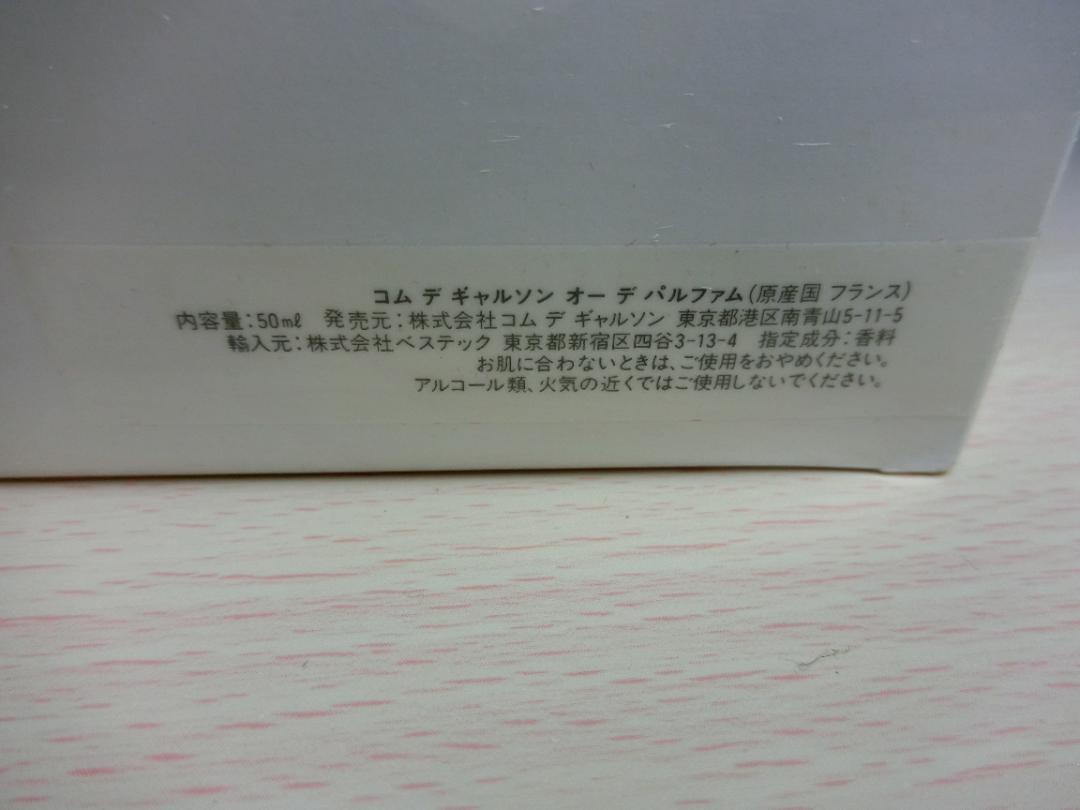 コム デ ギャルソン オー デ パルファム(原産国 フランス)
内容量:50mℓ 発売元:株式会社コム デ ギャルソン 東京都港区南青山5-11-5
輸入元:株式会社ベステック 東京都新宿区四谷3-13-4 指定成分:香料
お肌に合わないときは、ご使用をおやめください。
アルコール類、火気の近くではご使用しないでください。